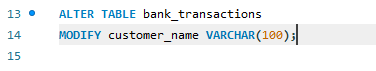 13 ALTER TABLE bank_transactions
14 MODIFY customer_name VARCHAR(100);
15